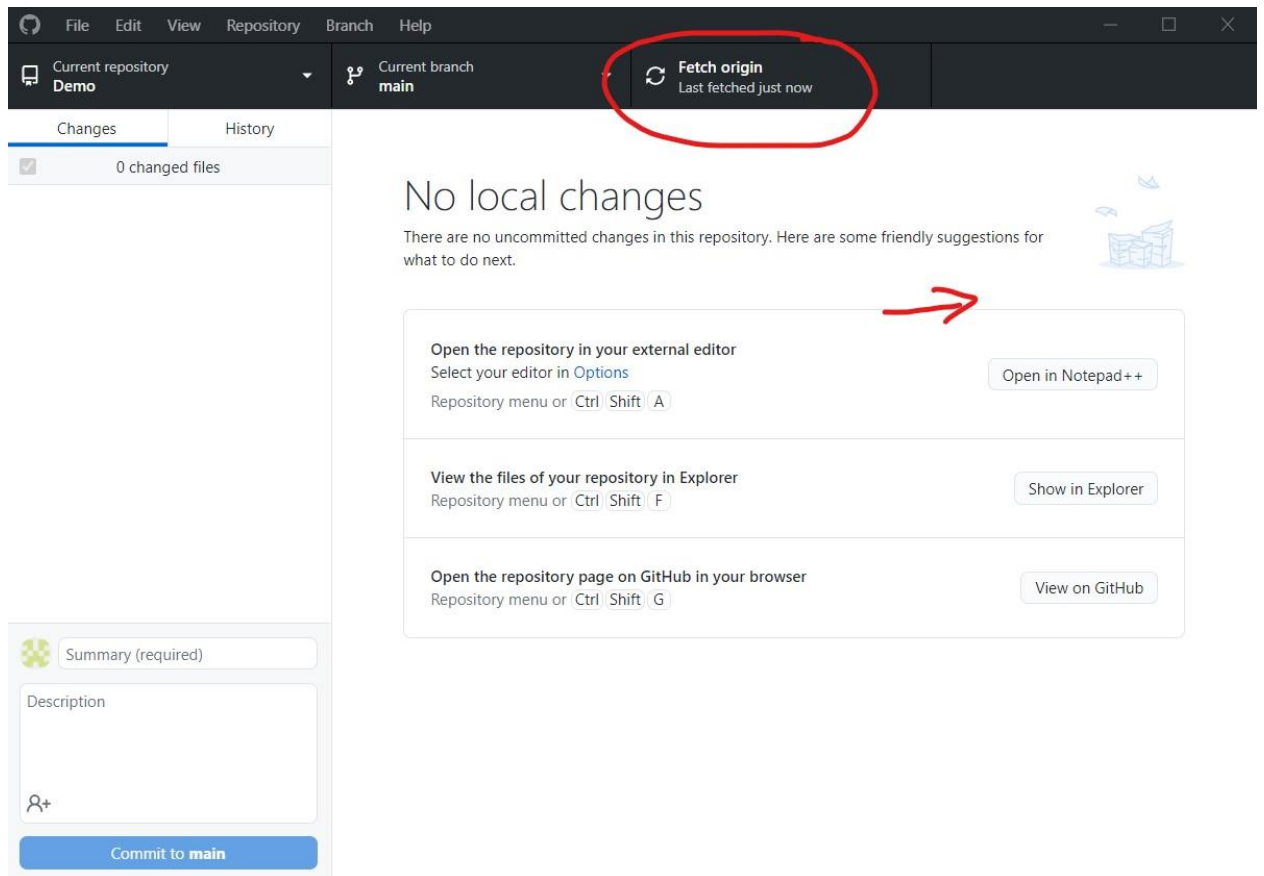 File Edit View Repository Branch Help
Current repository
Demo
Current branch
main
Fetch origin
Last fetched just now
Changes History
0 changed files
No local changes
There are no uncommitted changes in this repository. Here are some friendly suggestions for
what to do next.
Open the repository in your external editor
Select your editor in Options
Repository menu or Ctrl Shift A
Open in Notepad++
View the files of your repository in Explorer
Repository menu or Ctrl Shift F
Show in Explorer
Open the repository page on GitHub in your browser
Repository menu or Ctrl Shift G
View on GitHub
Summary (required)
Description
Commit to main